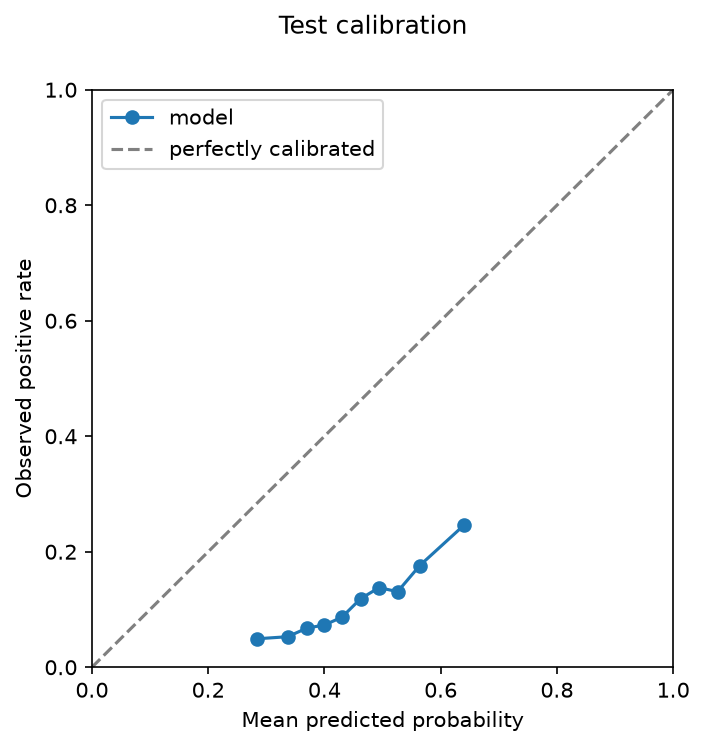 Test calibration
model
perfectly calibrated
1.0
0.8
0.6
0.4
0.2
0.0
Observed positive rate
0.0 0.2 0.4 0.6 0.8 1.0
Mean predicted probability